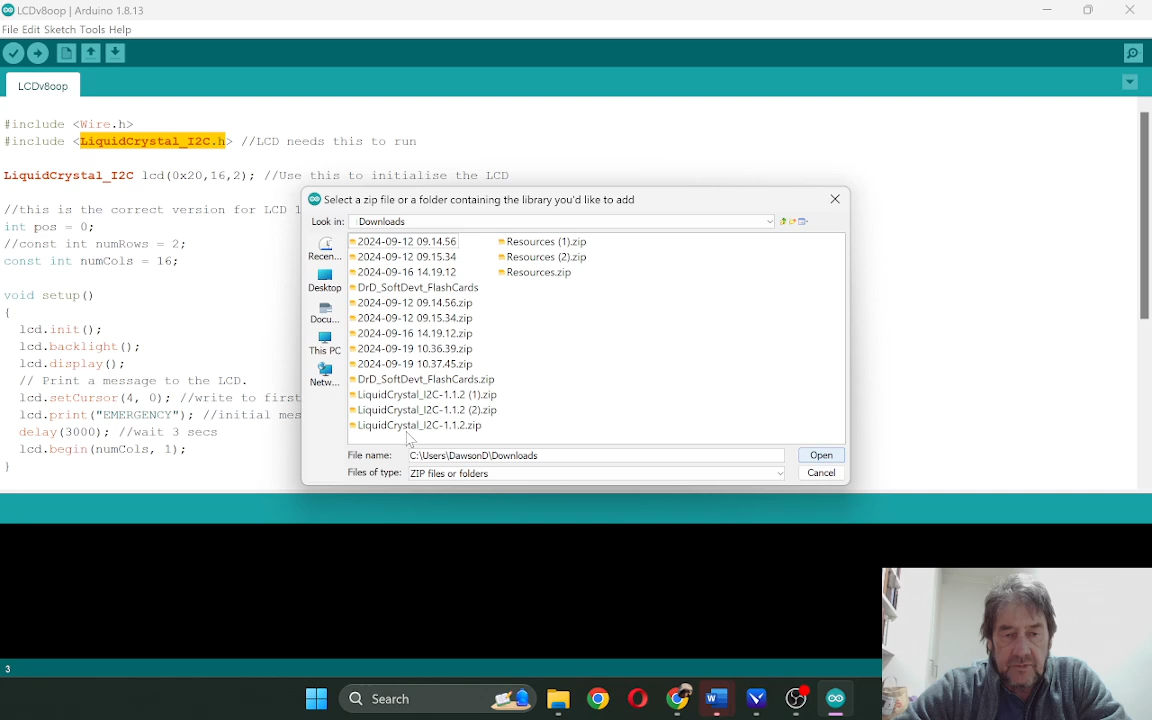 LCDv8oop | Arduino 1.8.13
File Edit Sketch Tools Help
LCDv8oop
#include <Wire.h>
#include <LiquidCrystal_I2C.h> //LCD needs this to run
LiquidCrystal_I2C lcd(0x20,16,2); //Use this to initialise the LCD
//this is the correct version for LCD 1
int pos = 0;
//const int numRows = 2;
const int numCols = 16;
void setup()
{
lcd.init();
lcd.backlight();
lcd.display();
// Print a message to the LCD.
lcd.setCursor(4, 0); //write to first
lcd.print("EMERGENCY"); //initial mes
delay(3000); //wait 3 secs
lcd.begin(numCols, 1);
}
Select a zip file or a folder containing the library you'd like to add
Look in: Downloads
Recen...
Desktop
Docu...
This PC
Netw...
2024-09-12 09.14.56
2024-09-12 09.15.34
2024-09-16 14.19.12
DrD_SoftDevt_FlashCards
2024-09-12 09.14.56.zip
2024-09-12 09.15.34.zip
2024-09-16 14.19.12.zip
2024-09-19 10.36.39.zip
2024-09-19 10.37.45.zip
DrD_SoftDevt_FlashCards.zip
LiquidCrystal_I2C-1.1.2 (1).zip
LiquidCrystal_I2C-1.1.2 (2).zip
LiquidCrystal_I2C-1.1.2.zip
Resources (1).zip
Resources (2).zip
Resources.zip
File name: C:\Users\DawsonD\Downloads
Open
Files of type: ZIP files or folders
Cancel
3
Search